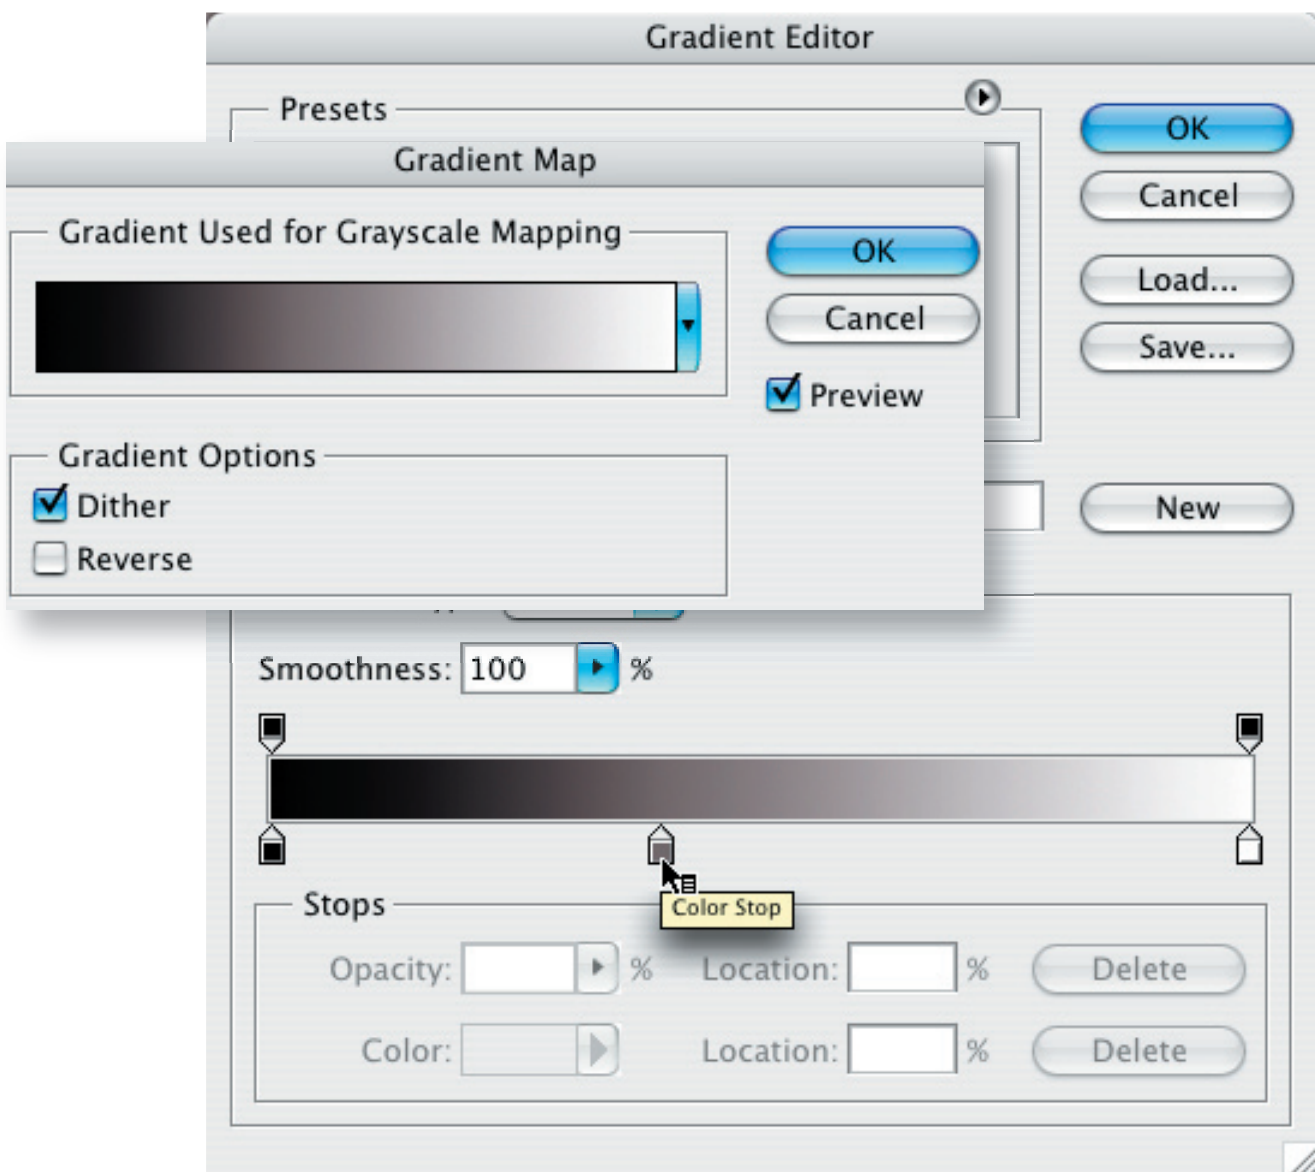 Gradient Editor
Presets
OK
Cancel
Load...
Save...
New
Gradient Map
Gradient Used for Grayscale Mapping
OK
Cancel
Preview
Gradient Options
Dither
Reverse
Smoothness: 100 %
Color Stop
Stops
Opacity: % Location: % Delete
Color: Location: % Delete